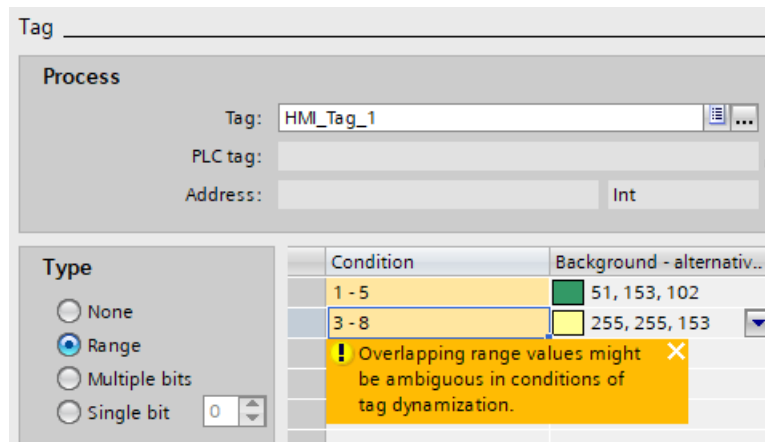 Tag
Process
Tag: HMI_Tag_1 ...
PLC tag:
Address: Int
Type
None
Range
Multiple bits
Single bit 0
Condition Background - alternativ...
1 - 5 51, 153, 102
3 - 8 255, 255, 153
! Overlapping range values might
be ambiguous in conditions of
tag dynamization.